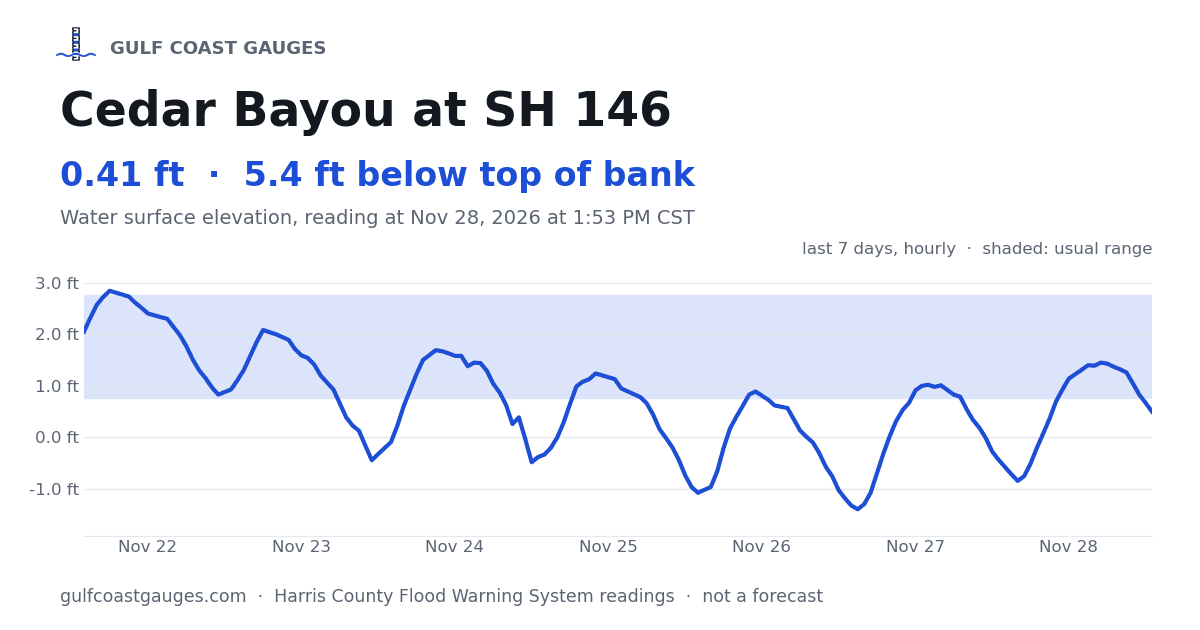 GULF COAST GAUGES
Cedar Bayou at SH 146
0.41 ft · 5.4 ft below top of bank
Water surface elevation, reading at Nov 28, 2026 at 1:53 PM CST
last 7 days, hourly · shaded: usual range
3.0 ft
2.0 ft
1.0 ft
0.0 ft
-1.0 ft
Nov 22 Nov 23 Nov 24 Nov 25 Nov 26 Nov 27 Nov 28
gulfcoastgauges.com · Harris County Flood Warning System readings · not a forecast